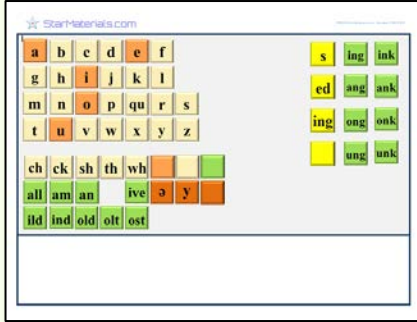 StarMaterials.com
a b c d e f
s ing ink
g h i j k l
ed ang ank
m n o p qu r s
ing ong onk
t u v w x y z
ung unk
ch ck sh th wh
all am an ive ə y
ild ind old olt ost